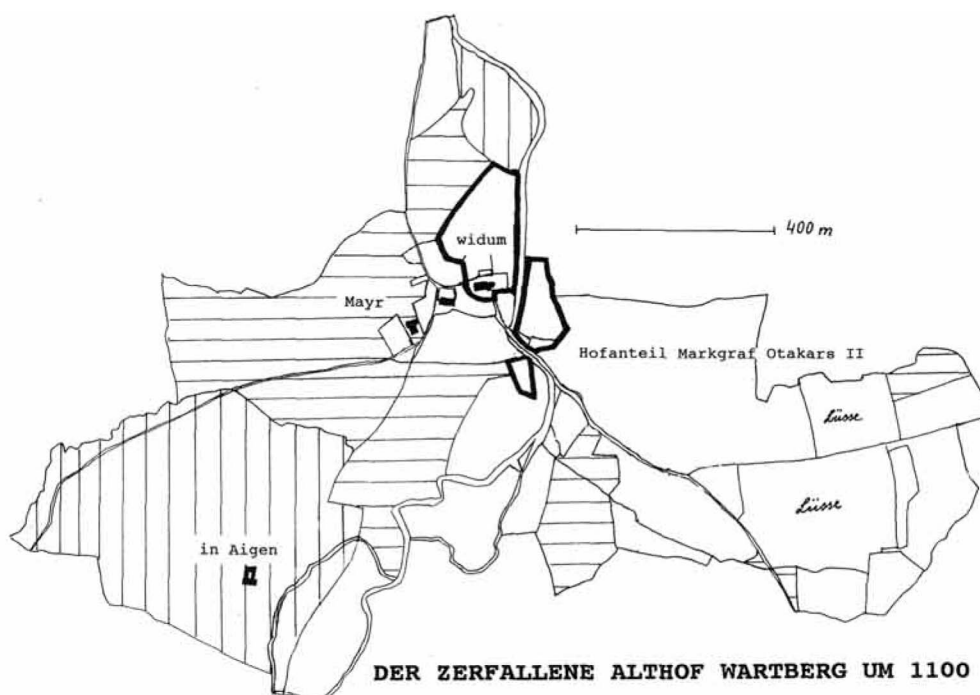 widum
400 m
Mayr
Hofanteil Markgraf Otakars II
Lüsse
Lüsse
in Aigen
DER ZERFALLENE ALTHOF WARTBERG UM 1100